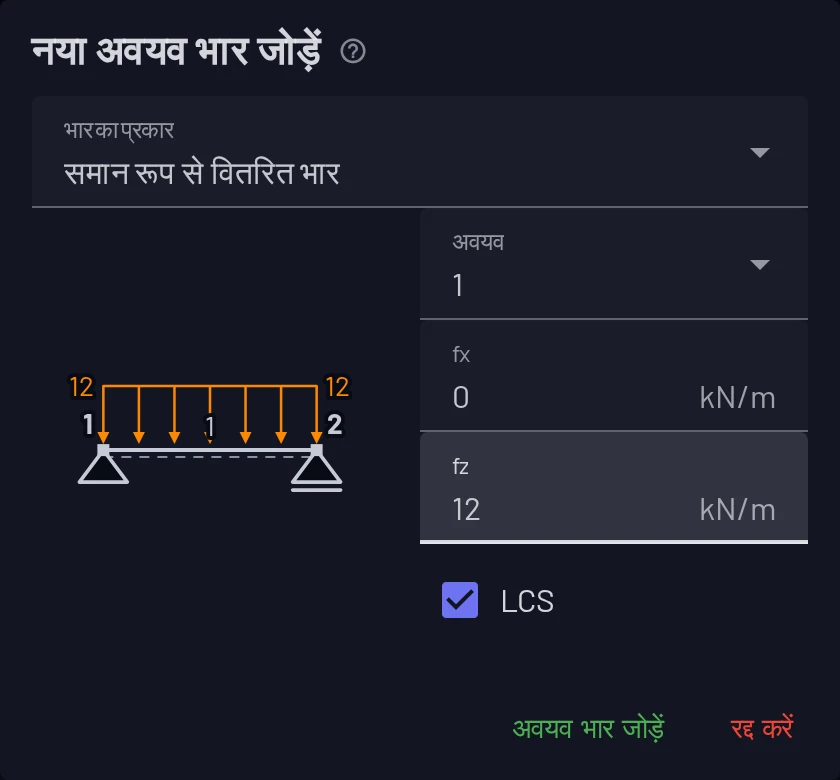 नया अवयव भार जोड़ें ?
भार का प्रकार
समान रूप से वितरित भार
अवयव
1
fx
0 kN/m
fz
12 kN/m
LCS
12 12
1 1 2
अवयव भार जोड़ें रद्द करें